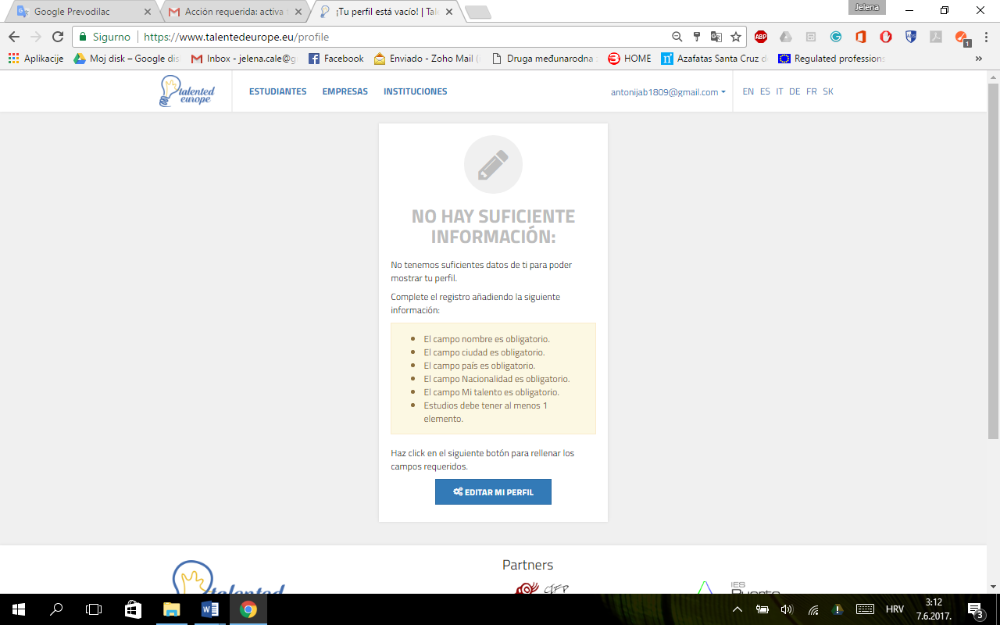 Google Prevodilac
Acción requerida: activa
¡Tu perfil está vacío! | Tale
Jelena
Sigurno
https://www.talentedeurope.eu/profile
ABP
1
Aplikacije
Moj disk – Google dis
Inbox - jelena.cale@g
Facebook
Enviado - Zoho Mail (
Druga međunarodna
HOME
Azafatas Santa Cruz d
Regulated professions
talented
europe
ESTUDIANTES
EMPRESAS
INSTITUCIONES
antonijab1809@gmail.com
EN ES IT DE FR SK
NO HAY SUFICIENTE
INFORMACIÓN:
No tenemos suficientes datos de ti para poder
mostrar tu perfil.
Complete el registro añadiendo la siguiente
información:
El campo nombre es obligatorio.
El campo ciudad es obligatorio.
El campo país es obligatorio.
El campo Nacionalidad es obligatorio.
El campo Mi talento es obligatorio.
Estudios debe tener al menos 1
elemento.
Haz click en el siguiente botón para rellenar los
campos requeridos.
EDITAR MI PERFIL
talented
Partners
CIFP
IES
Puerto
HRV
3:12
7.6.2017.
3